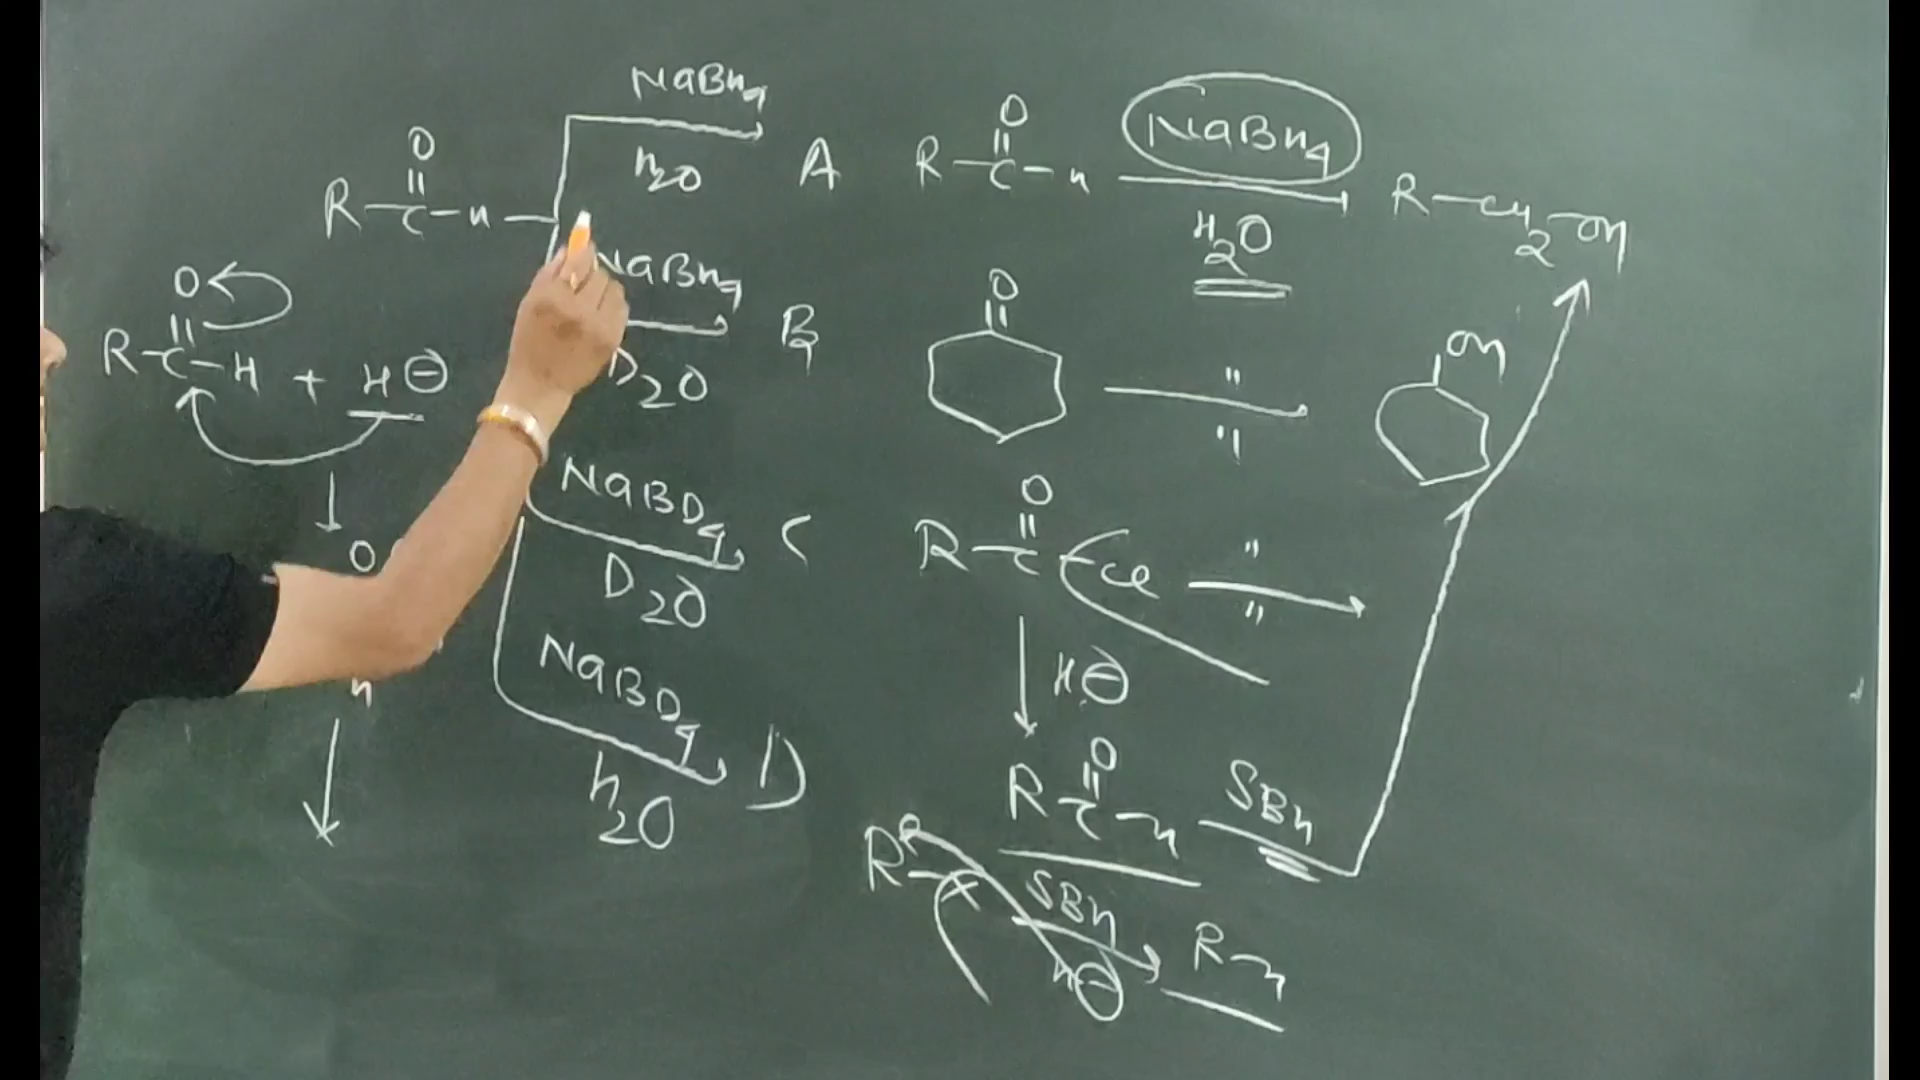 NaBH4
H2O
A
O
R-C-H
NaBH4
D2O
B
O
R-C-H + H⊖
NaBD4
D2O
C
O
H
NaBD4
H2O
D
O
R-C-H
NaBH4
H2O
R-CH2-OH
O
"
"
OH
O
R-C-Cl
"
"
H⊖
O
R-C-H
SBH
R-X
SBH
H⊖
R-H